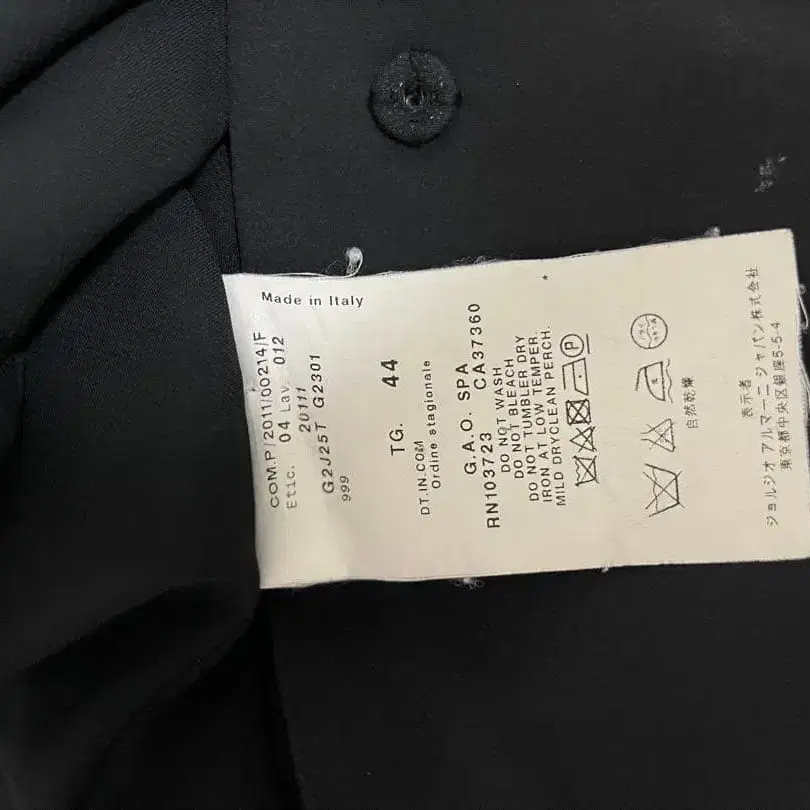 Made in Italy
COM.P/2011/00214/F
Etic. 04 Lav. 012
20111
G2J25T G2301
999
TG. 44
DT.IN.COM
Ordine stagionale
G.A.O. SPA
RN103723 CA37360
DO NOT WASH
DO NOT BLEACH
DO NOT TUMBLER DRY
IRON AT LOW TEMPER.
MILD DRYCLEAN PERCH.
P
自然乾燥
表示者
ジョルジオ アルマーニ ジャパン株式会社
東京都中央区銀座5-5-4